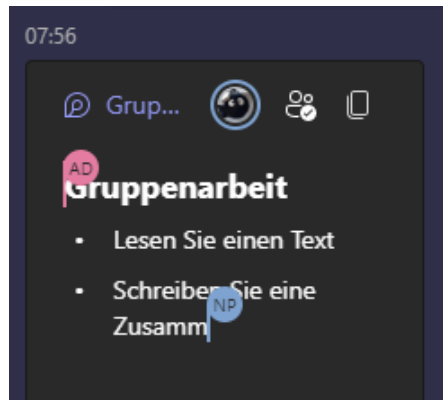 07:56
Grup...
AD
Gruppenarbeit
• Lesen Sie einen Text
• Schreiben Sie eine
NP
Zusamm